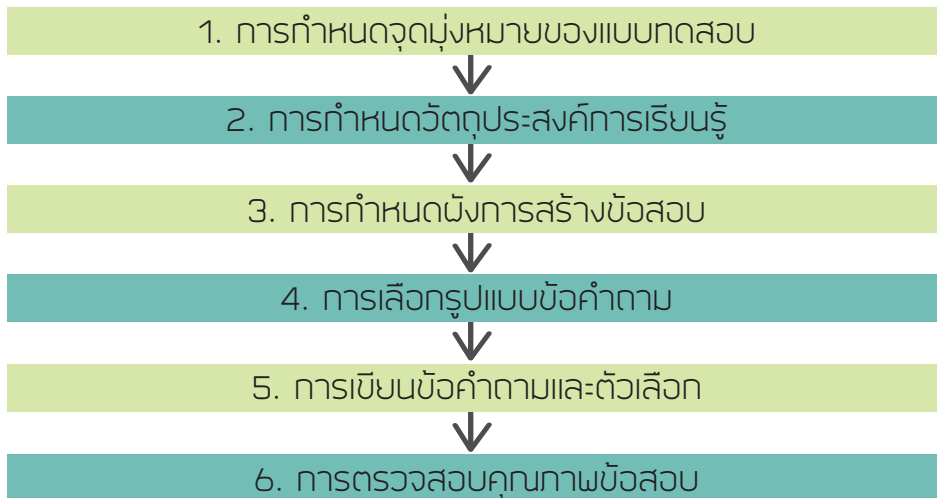 1. การกำหนดจุดมุ่งหมายของแบบทดสอบ
2. การกำหนดวัตถุประสงค์การเรียนรู้
3. การกำหนดผังการสร้างข้อสอบ
4. การเลือกรูปแบบข้อคำถาม
5. การเขียนข้อคำถามและตัวเลือก
6. การตรวจสอบคุณภาพข้อสอบ